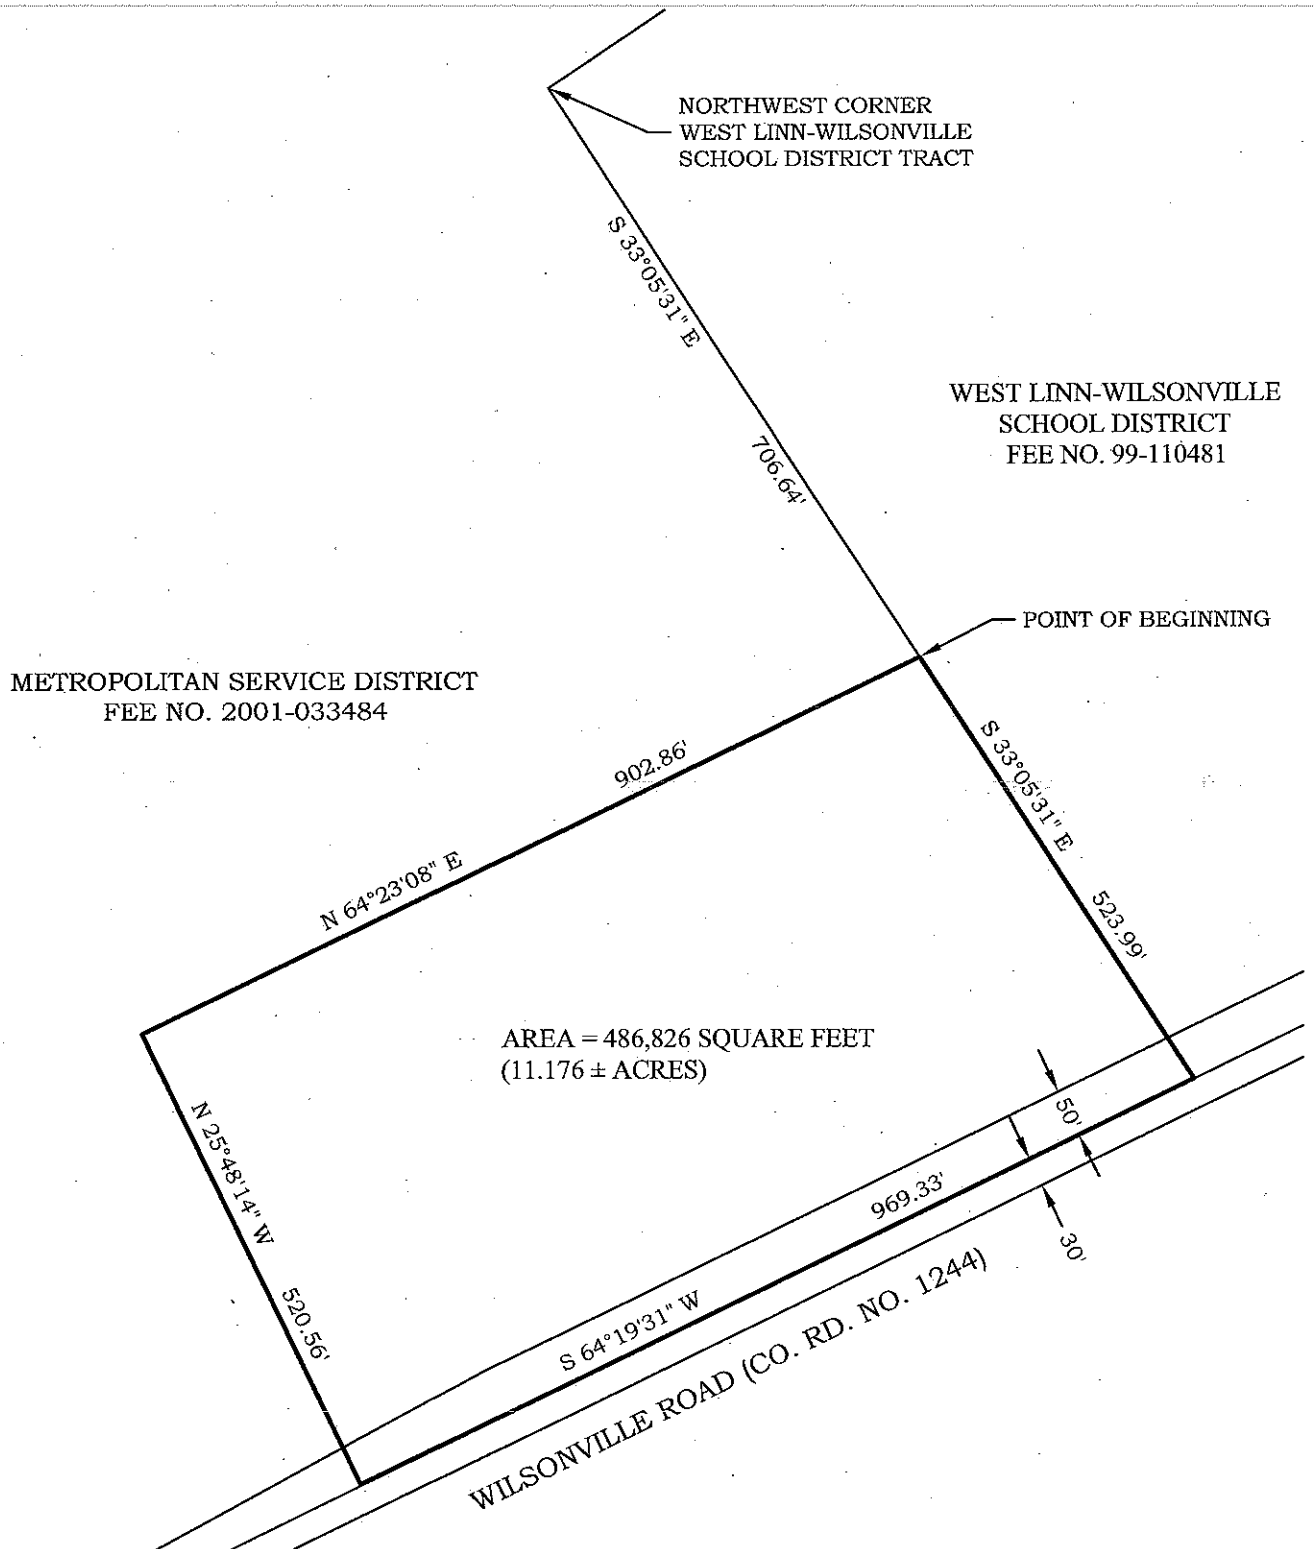 NORTHWEST CORNER
WEST LINN-WILSONVILLE
SCHOOL DISTRICT TRACT
S 33°05'31" E
706.64'
WEST LINN-WILSONVILLE
SCHOOL DISTRICT
FEE NO. 99-110481
POINT OF BEGINNING
METROPOLITAN SERVICE DISTRICT
FEE NO. 2001-033484
N 64°23'08" E
902.86'
S 33°05'31" E
523.99'
AREA = 486,826 SQUARE FEET
(11.176 ± ACRES)
N 25°48'14" W
520.56'
50'
S 64°19'31" W
969.33'
30'
WILSONVILLE ROAD (CO. RD. NO. 1244)